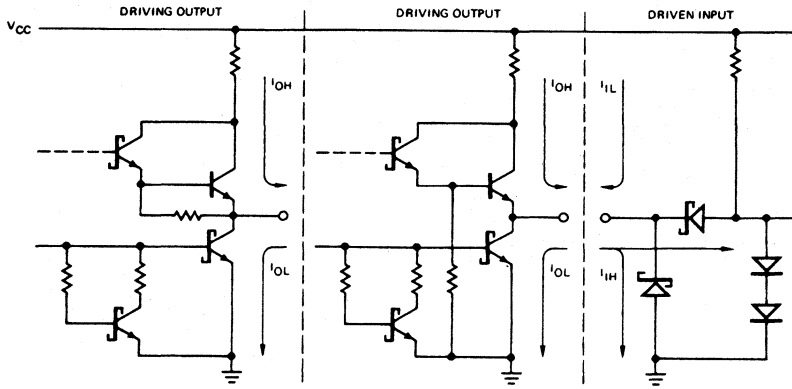 DRIVING OUTPUT
DRIVING OUTPUT
DRIVEN INPUT
VCC
IOH
IOH
IIL
IOL
IOL
IIH